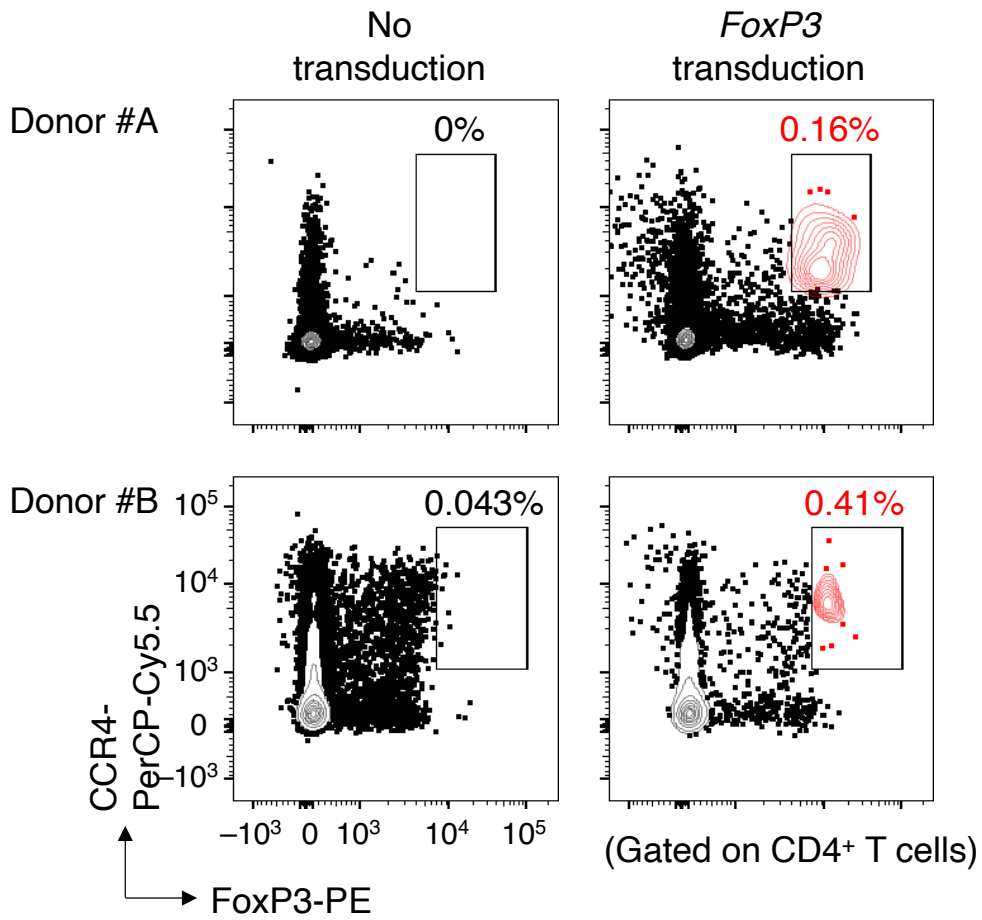 No
transduction
FoxP3
transduction
Donor #A
0%
0.16%
Donor #B
0.043%
0.41%
10⁵
10⁴
10³
0
–10³
CCR4-
PerCP-Cy5.5
–10³ 0 10³ 10⁴ 10⁵
(Gated on CD4⁺ T cells)
FoxP3-PE